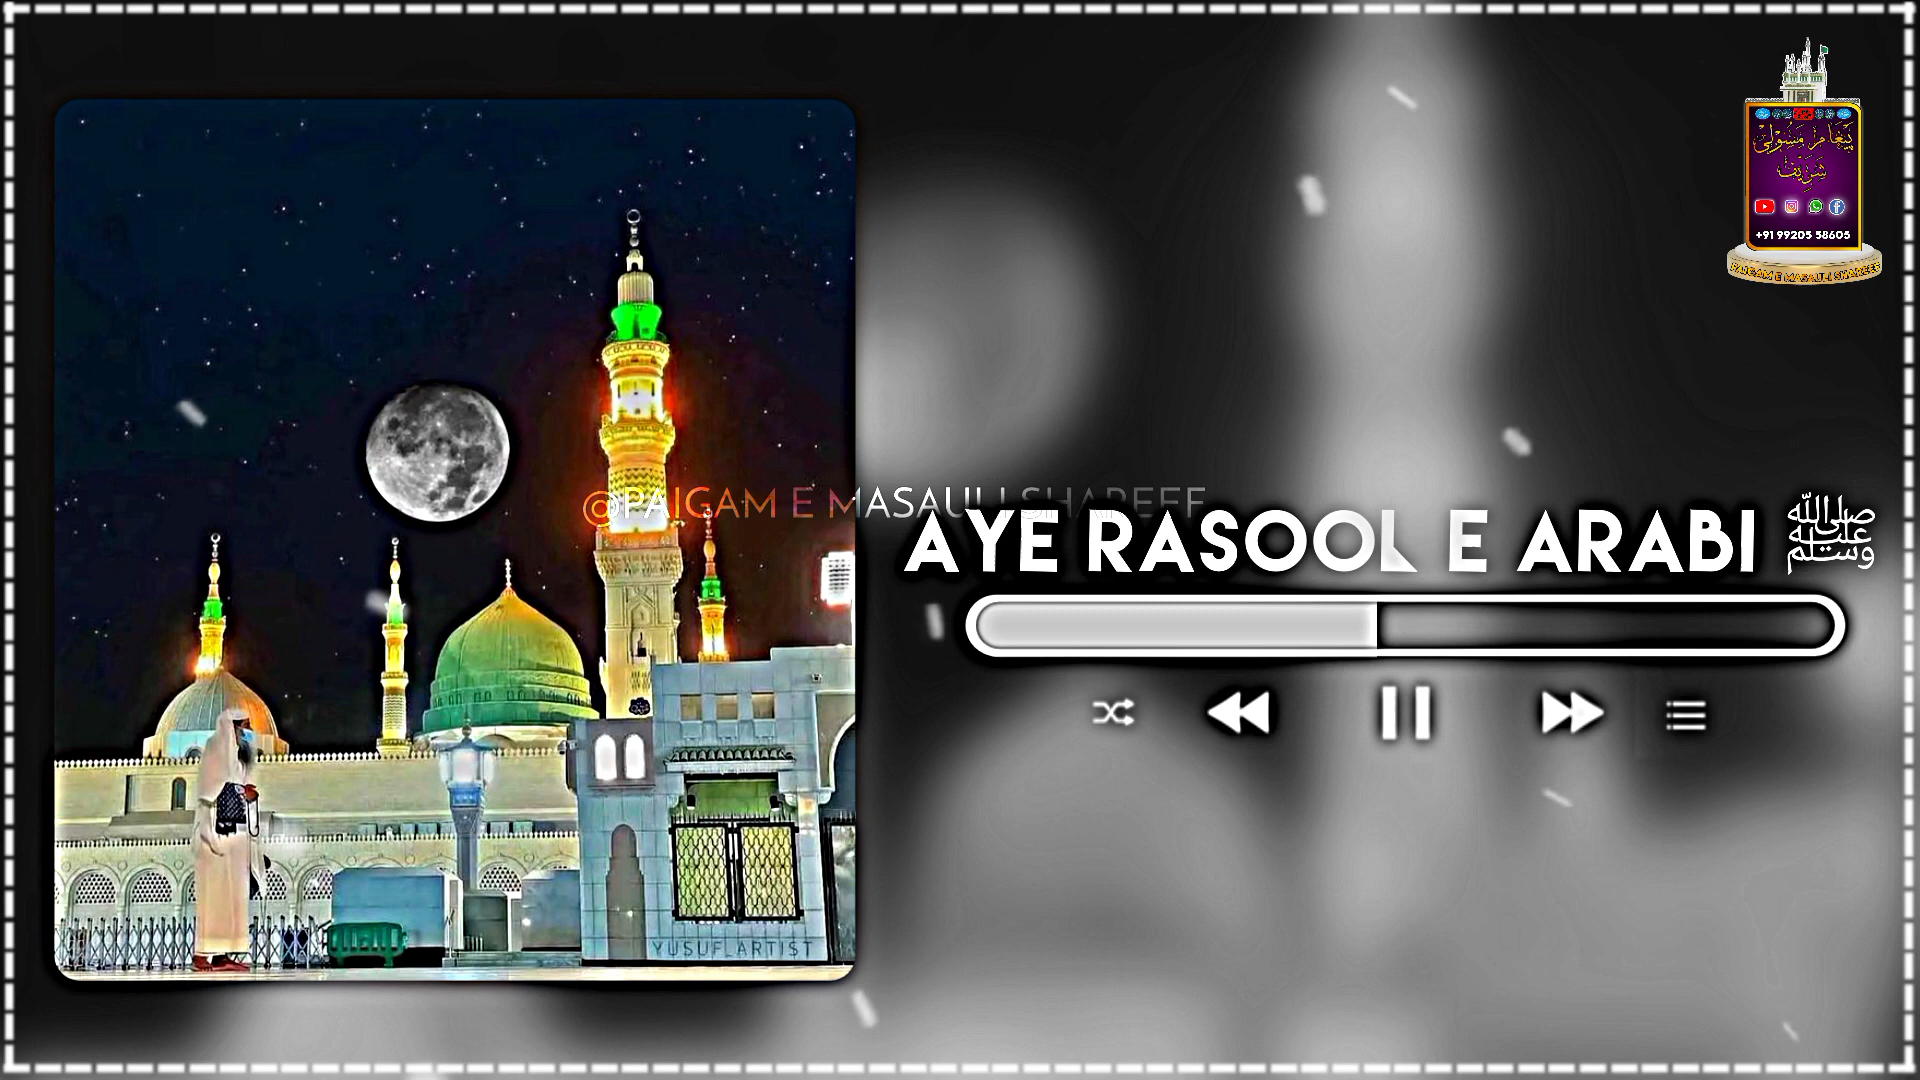 پیغام مسولی
شریف
+91 99205 58605
PAIGAM E MASAULI SHAREEF
@PAIGAM E MASAULI SHAREEF
AYE RASOOL E ARABI ﷺ
YUSUF_ARTIST